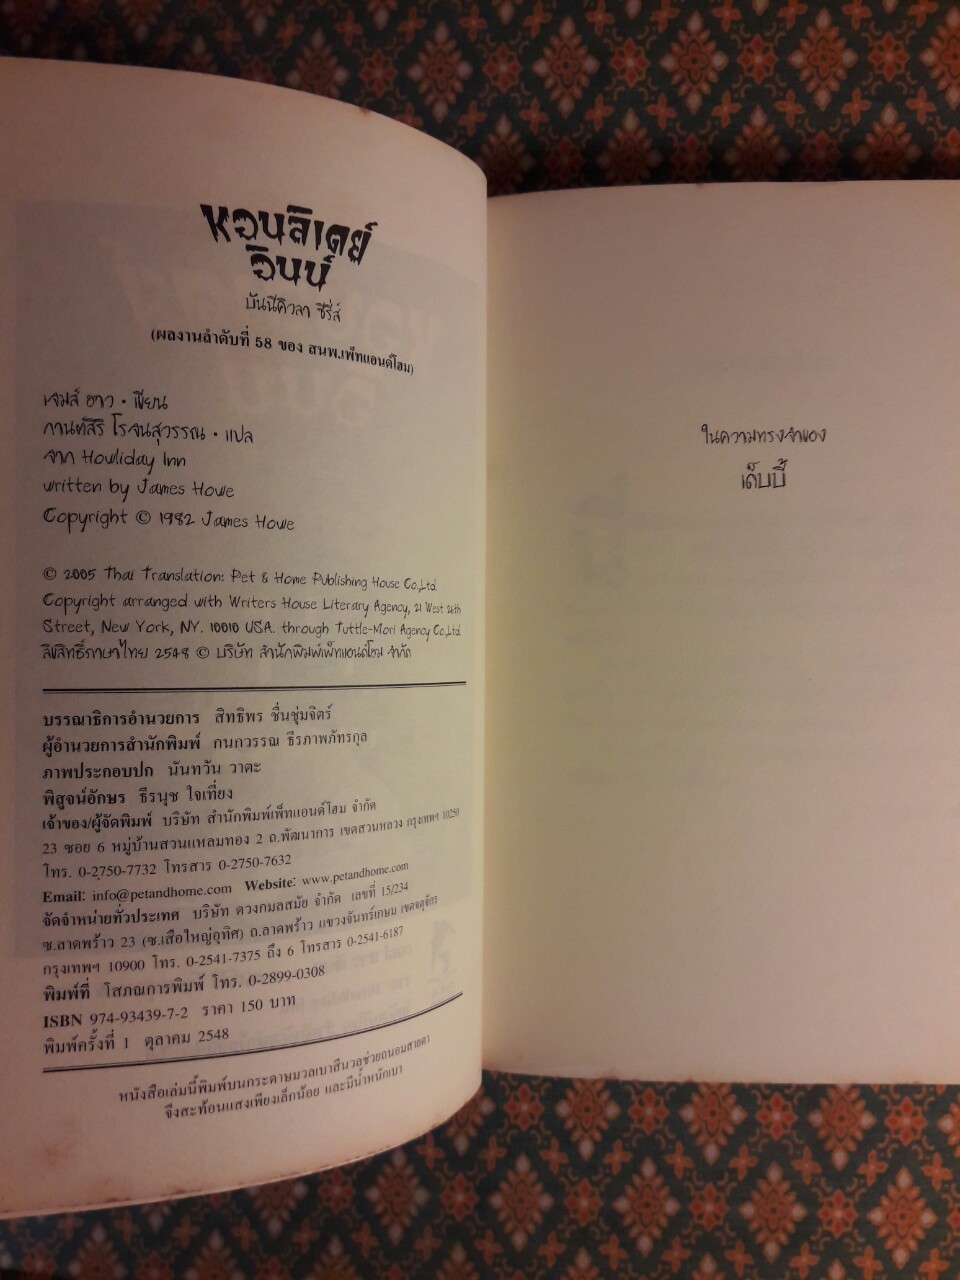 หอนลิเดย์
อินน์
บันนีคิวลา ซีรี่ส์
(ผลงานลำดับที่ 58 ของ สนพ.เพ็ทแอนด์โฮม)
เจมส์ ฮาว • เขียน
กานต์สิริ โรจนสุวรรณ • แปล
จาก Howliday Inn
written by James Howe
Copyright © 1982 James Howe
© 2005 Thai Translation: Pet & Home Publishing House Co.,Ltd.
Copyright arranged with Writers House Literary Agency, 21 West 26th
Street, New York, NY. 10010 USA. through Tuttle-Mori Agency Co.,Ltd.
ลิขสิทธิ์ภาษาไทย 2548 © บริษัท สำนักพิมพ์เพ็ทแอนด์โฮม จำกัด
บรรณาธิการอำนวยการ สิทธิพร ชื่นชุ่มจิตร์
ผู้อำนวยการสำนักพิมพ์ กนกวรรณ ธีรภาพภัทรกุล
ภาพประกอบปก นันทวัน วาตะ
พิสูจน์อักษร ธีรนุช ใจเที่ยง
เจ้าของ/ผู้จัดพิมพ์ บริษัท สำนักพิมพ์เพ็ทแอนด์โฮม จำกัด
23 ซอย 6 หมู่บ้านสวนแหลมทอง 2 ถ.พัฒนาการ เขตสวนหลวง กรุงเทพฯ 10250
โทร. 0-2750-7732 โทรสาร 0-2750-7632
Email: info@petandhome.com Website: www.petandhome.com
จัดจำหน่ายทั่วประเทศ บริษัท ดวงกมลสมัย จำกัด เลขที่ 15/234
ซ.ลาดพร้าว 23 (ซ.เสือใหญ่อุทิศ) ถ.ลาดพร้าว แขวงจันทร์เกษม เขตจตุจักร
กรุงเทพฯ 10900 โทร. 0-2541-7375 ถึง 6 โทรสาร 0-2541-6187
พิมพ์ที่ โสภณการพิมพ์ โทร. 0-2899-0308
ISBN 974-93439-7-2 ราคา 150 บาท
พิมพ์ครั้งที่ 1 ตุลาคม 2548
หนังสือเล่มนี้พิมพ์บนกระดาษมวลเบาสีนวลช่วยถนอมสายตา
จึงสะท้อนแสงเพียงเล็กน้อย และมีน้ำหนักเบา
ในความทรงจำของ
เด็บบี้